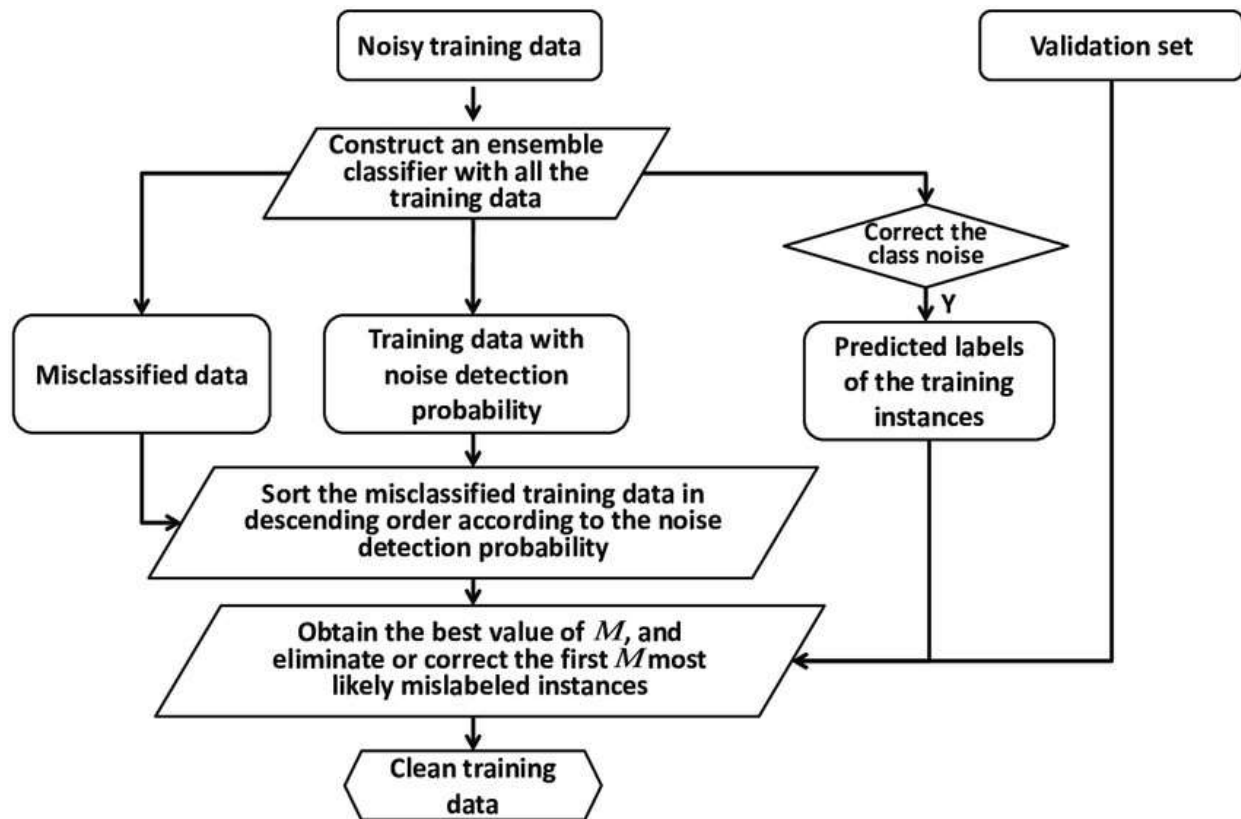 Noisy training data
Validation set
Construct an ensemble
classifier with all the
training data
Correct the
class noise
Y
Misclassified data
Training data with
noise detection
probability
Predicted labels
of the training
instances
Sort the misclassified training data in
descending order according to the noise
detection probability
Obtain the best value of M, and
eliminate or correct the first M most
likely mislabeled instances
Clean training
data